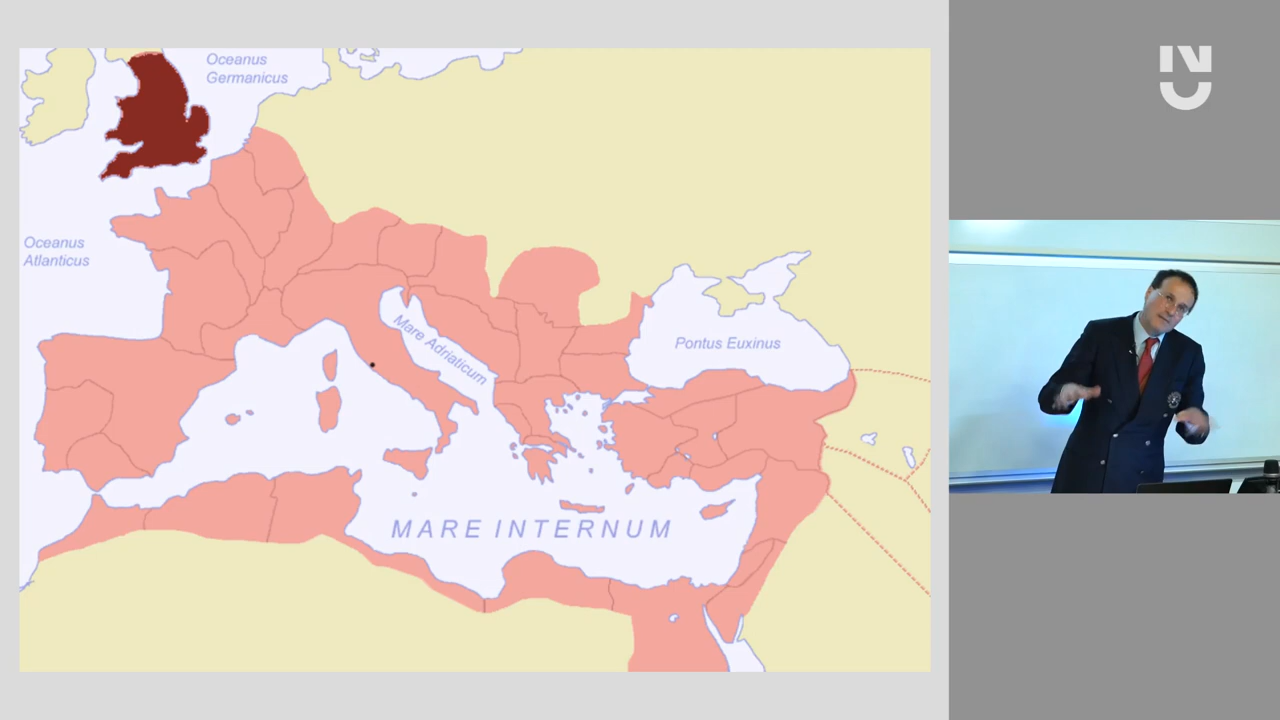 Oceanus
Germanicus
Oceanus
Atlanticus
Mare Adriaticum
Pontus Euxinus
MARE INTERNUM